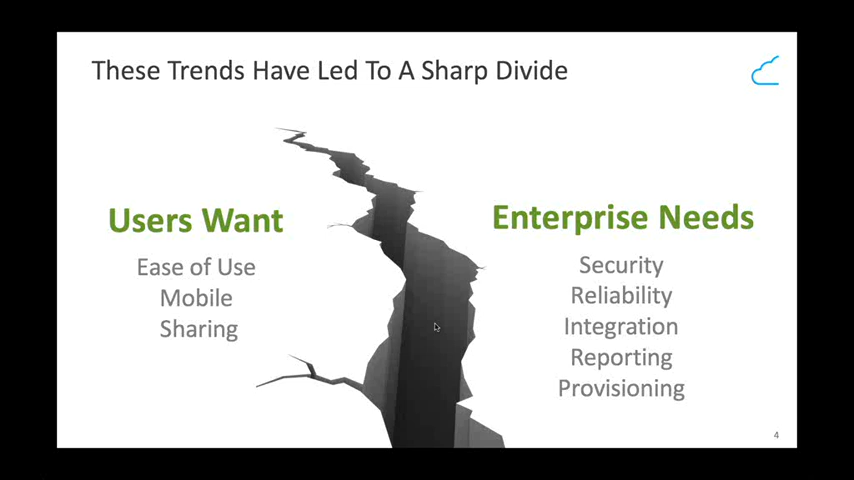 These Trends Have Led To A Sharp Divide
Users Want
Ease of Use
Mobile
Sharing
Enterprise Needs
Security
Reliability
Integration
Reporting
Provisioning
4